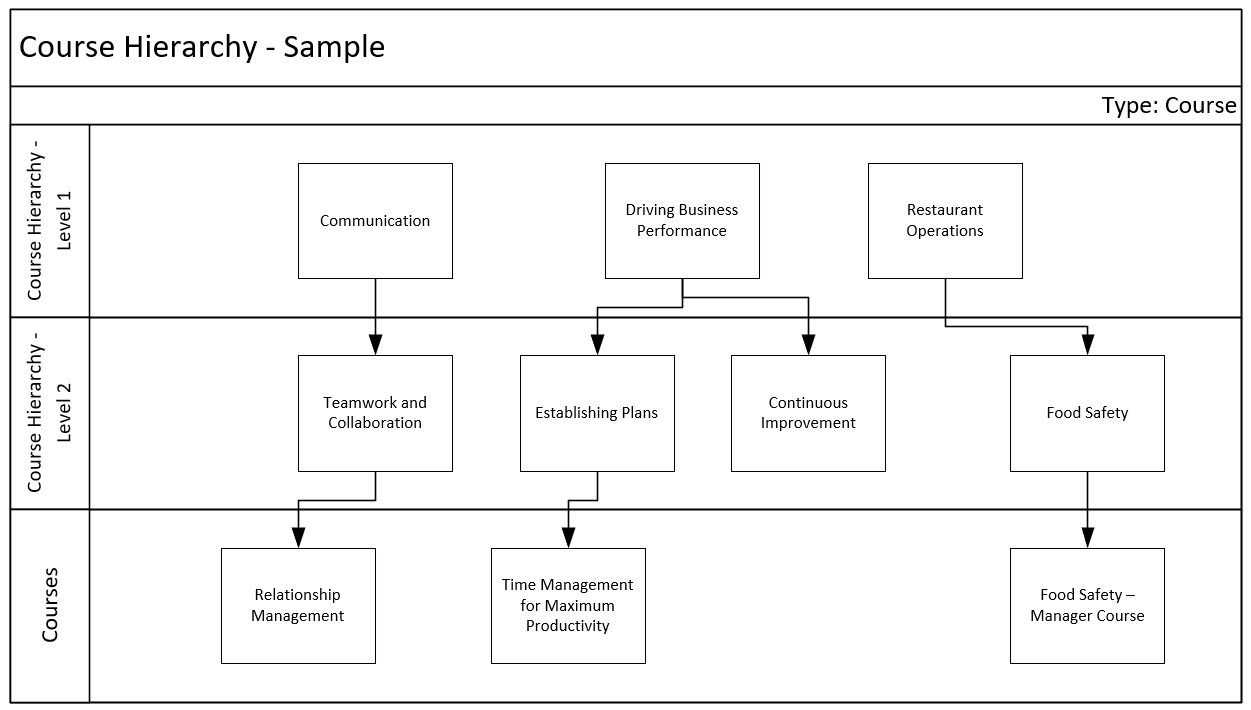 Course Hierarchy - Sample
Type: Course
Course Hierarchy -
Level 1
Communication
Driving Business
Performance
Restaurant
Operations
Course Hierarchy -
Level 2
Teamwork and
Collaboration
Establishing Plans
Continuous
Improvement
Food Safety
Courses
Relationship
Management
Time Management
for Maximum
Productivity
Food Safety –
Manager Course